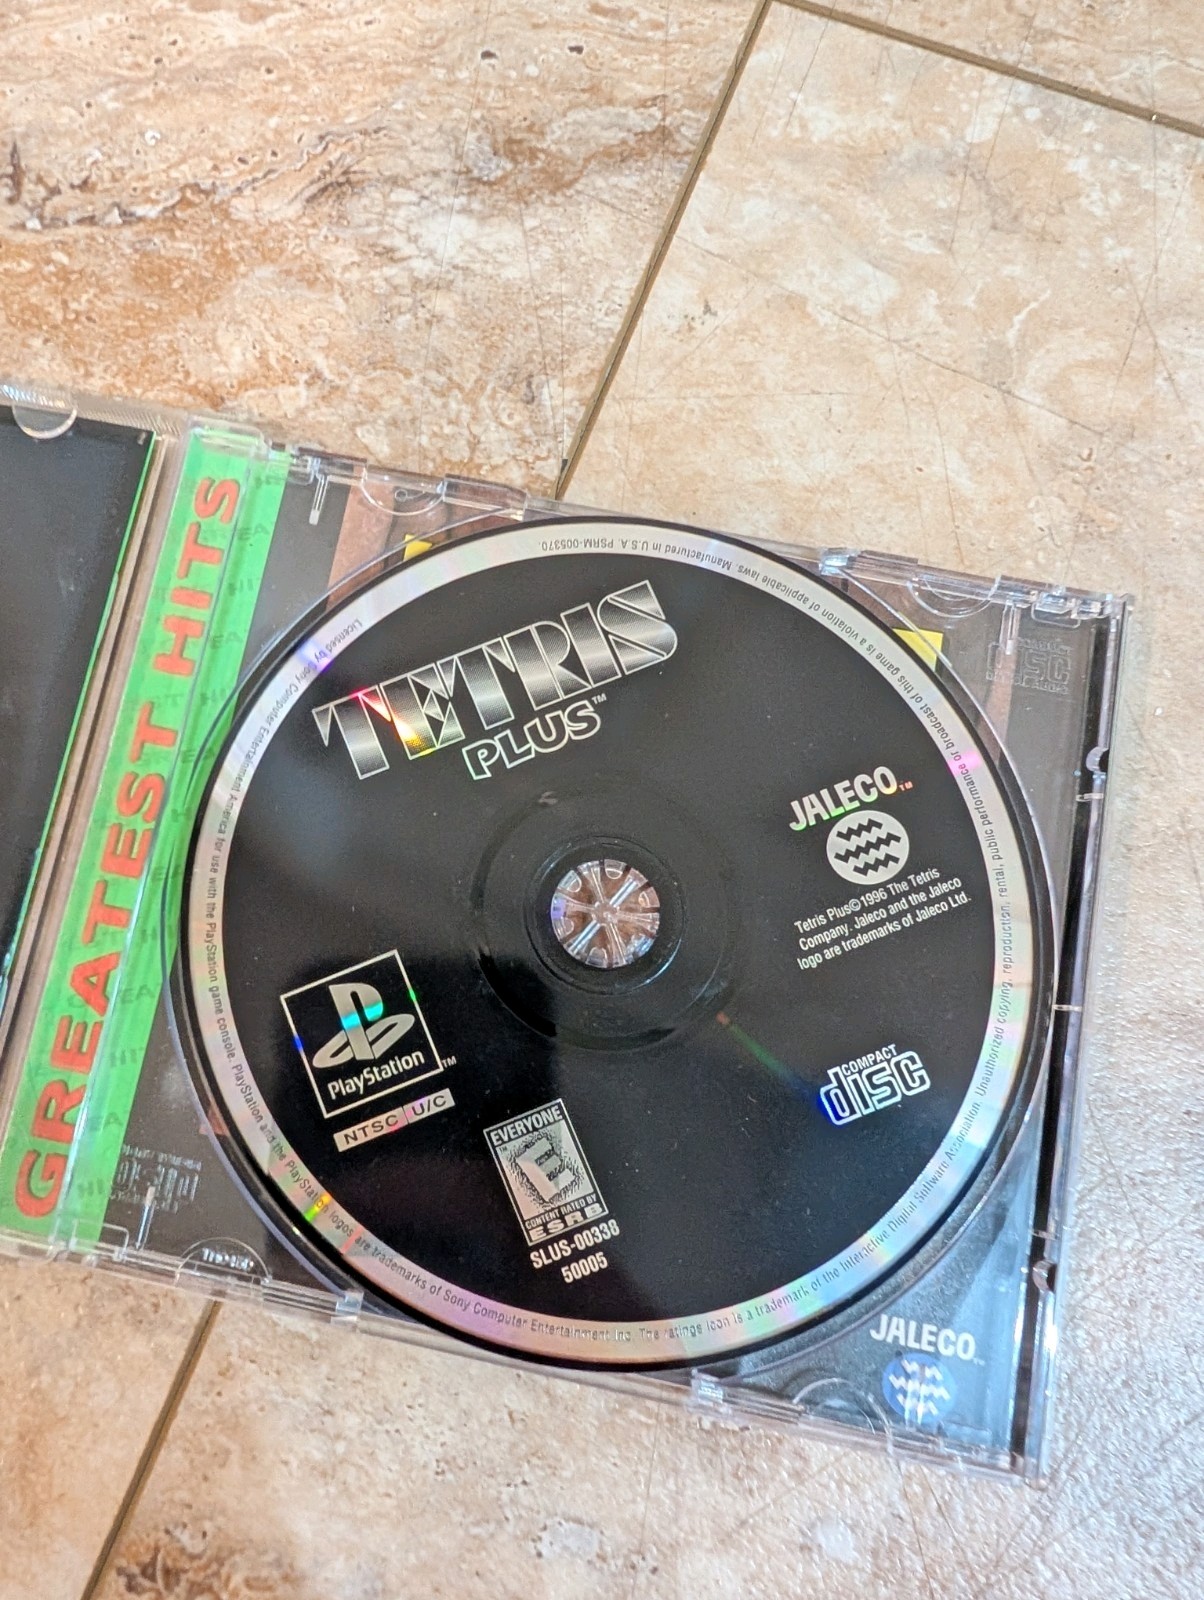 GREATEST HITS
TETRIS
PLUS™
JALECO™
Tetris Plus©1996 The Tetris
Company. Jaleco and the Jaleco
logo are trademarks of Jaleco Ltd.
PlayStation™
NTSC U/C
COMPACT
disc
EVERYONE
E
CONTENT RATED BY
ESRB
SLUS-00338
50005
Licensed by Sony Computer Entertainment America for use with the PlayStation game console. PlayStation and the PlayStation logos are trademarks of Sony Computer Entertainment Inc. The ratings icon is a trademark of the Interactive Digital Software Association. Unauthorized copying, reproduction, rental, public performance or broadcast of this game is a violation of applicable laws. Manufactured in U.S.A. PSRM-005370.
JALECO
disc